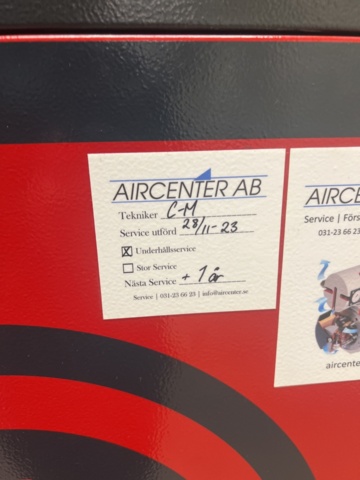 AIRCENTER AB
Tekniker C-M
Service utförd 28/11-23
☒ Underhållsservice
☐ Stor Service
Nästa Service + 1 år
Service | 031-23 66 23 | info@aircenter.se
AIRCE
Service | Förs
031-23 66 23
aircente